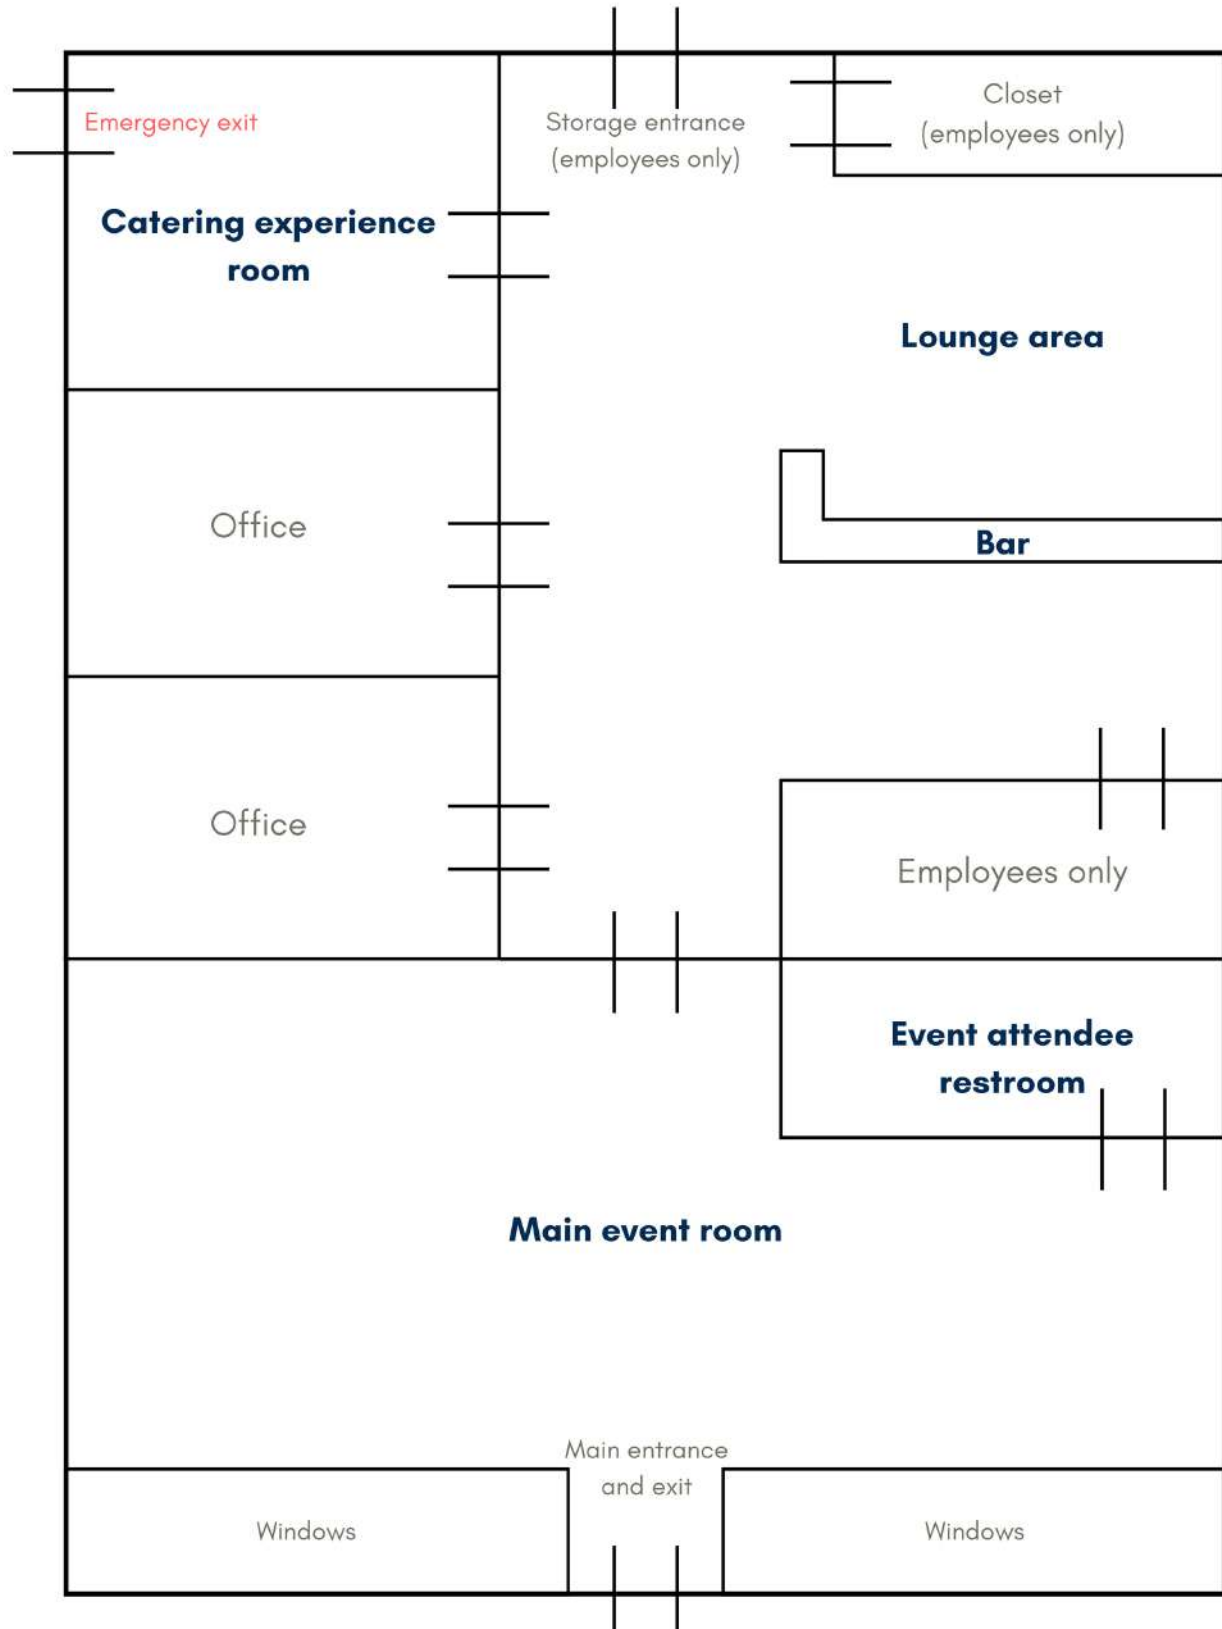 Emergency exit
Storage entrance
(employees only)
Closet
(employees only)
Catering experience
room
Lounge area
Office
Bar
Office
Employees only
Event attendee
restroom
Main event room
Main entrance
and exit
Windows
Windows